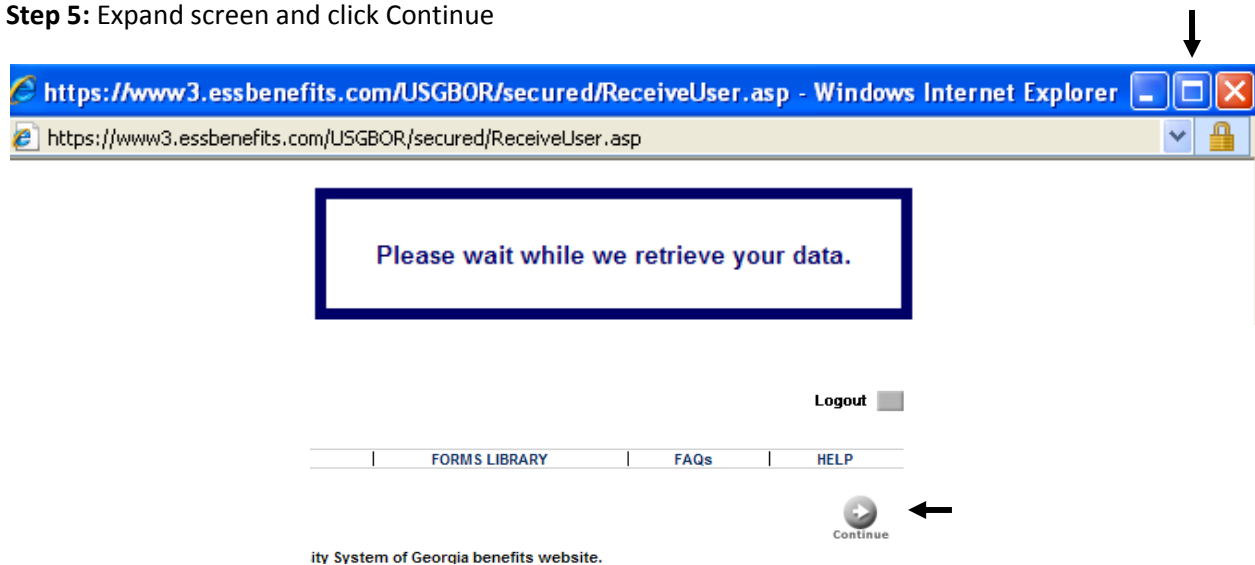 Step 5: Expand screen and click Continue
https://www3.essbenefits.com/USGBOR/secured/ReceiveUser.asp - Windows Internet Explorer
https://www3.essbenefits.com/USGBOR/secured/ReceiveUser.asp
Please wait while we retrieve your data.
Logout
| FORMS LIBRARY | FAQs | HELP
Continue
ity System of Georgia benefits website.